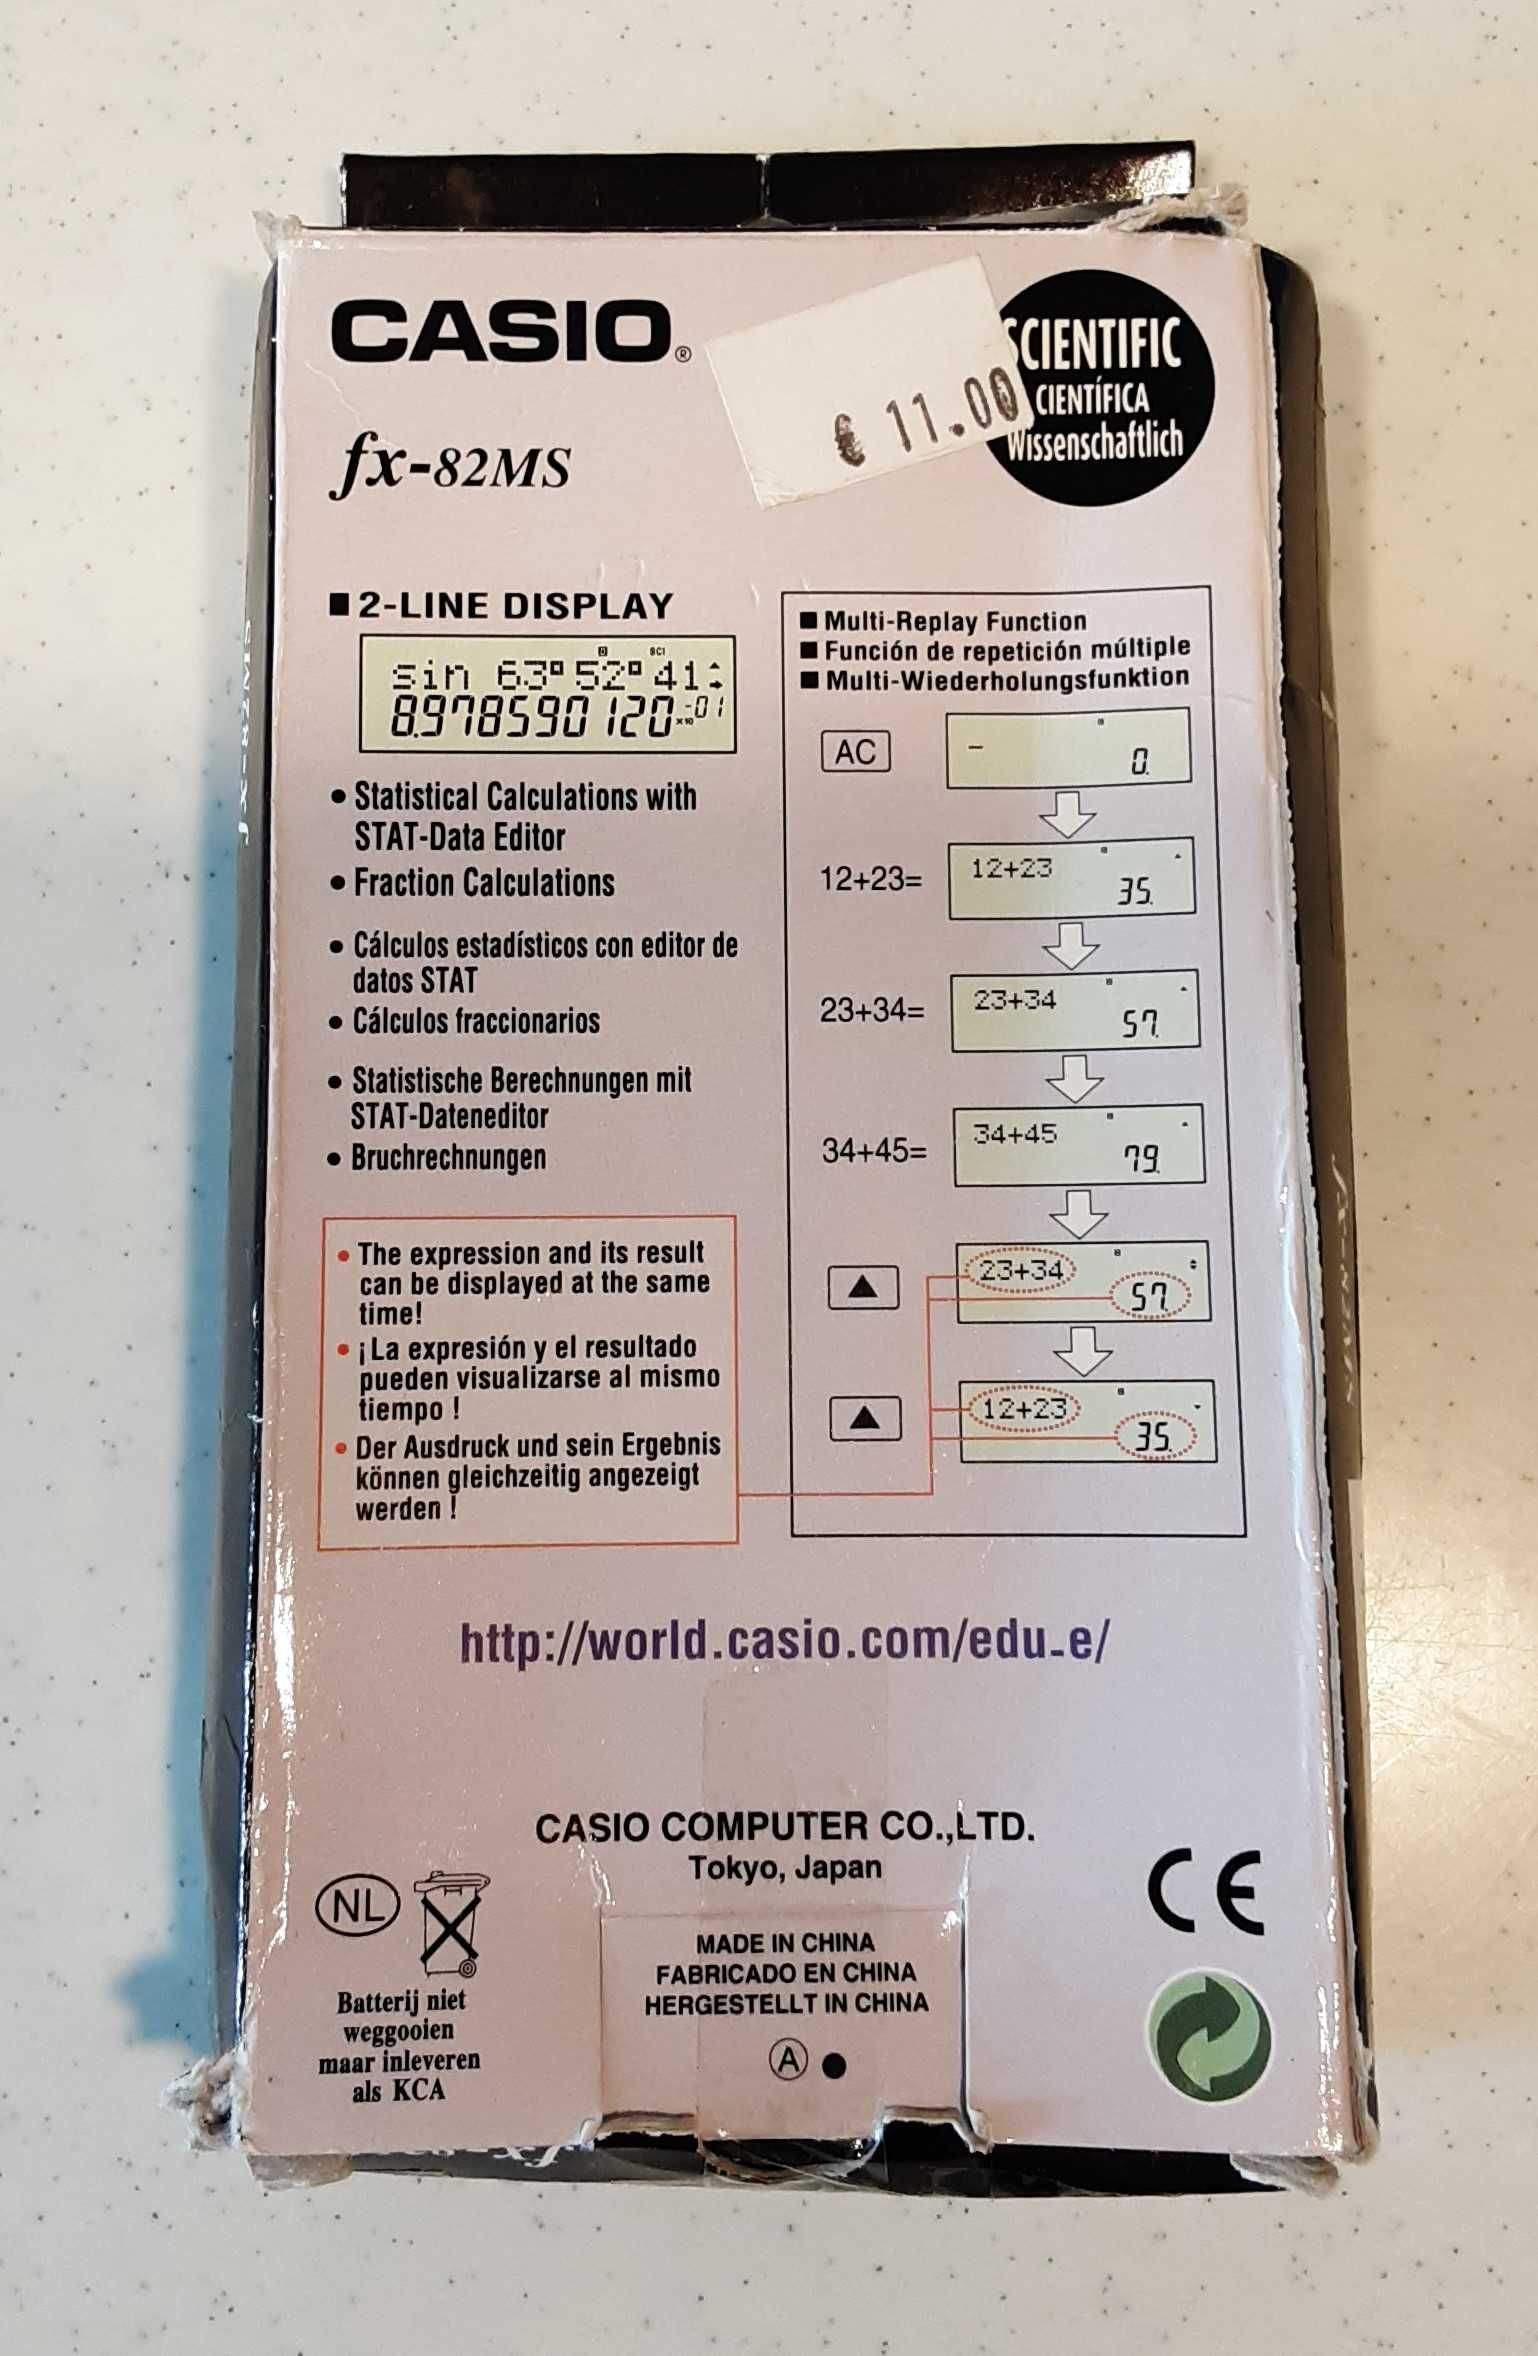 CASIO®
€ 11.00
SCIENTIFIC
CIENTÍFICA
Wissenschaftlich
fx-82MS
■ 2-LINE DISPLAY
D SCI
sin 63°52°41
8.978590120×10-01
• Statistical Calculations with
STAT-Data Editor
• Fraction Calculations
• Cálculos estadísticos con editor de
datos STAT
• Cálculos fraccionarios
• Statistische Berechnungen mit
STAT-Dateneditor
• Bruchrechnungen
• The expression and its result
can be displayed at the same
time!
• ¡La expresión y el resultado
pueden visualizarse al mismo
tiempo !
• Der Ausdruck und sein Ergebnis
können gleichzeitig angezeigt
werden !
■ Multi-Replay Function
■ Función de repetición múltiple
■ Multi-Wiederholungsfunktion
AC
0.
12+23=
12+23
35.
23+34=
23+34
57.
34+45=
34+45
79.
▲
23+34
57.
▲
12+23
35.
http://world.casio.com/edu_e/
CASIO COMPUTER CO.,LTD.
Tokyo, Japan
NL
Batterij niet
weggooien
maar inleveren
als KCA
MADE IN CHINA
FABRICADO EN CHINA
HERGESTELLT IN CHINA
A
CE
fx-82MS